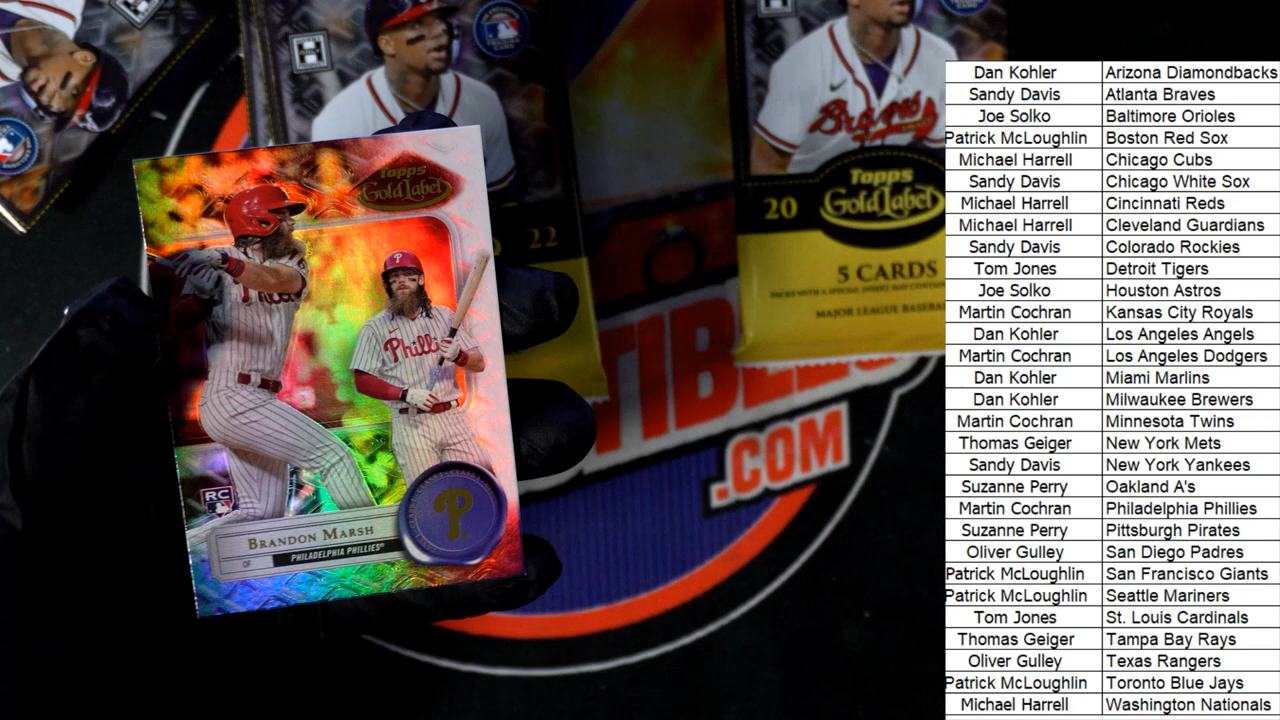 Topps
Gold Label
Phillies
P
Phillies
RC
BRANDON MARSH
OF
PHILADELPHIA PHILLIES
P
22
Braves
Topps
20
Gold Label
5 CARDS
MAJOR LEAGUE BASEBA
TIBLES
.COM
Dan Kohler Arizona Diamondbacks
Sandy Davis Atlanta Braves
Joe Solko Baltimore Orioles
Patrick McLoughlin Boston Red Sox
Michael Harrell Chicago Cubs
Sandy Davis Chicago White Sox
Michael Harrell Cincinnati Reds
Michael Harrell Cleveland Guardians
Sandy Davis Colorado Rockies
Tom Jones Detroit Tigers
Joe Solko Houston Astros
Martin Cochran Kansas City Royals
Dan Kohler Los Angeles Angels
Martin Cochran Los Angeles Dodgers
Dan Kohler Miami Marlins
Dan Kohler Milwaukee Brewers
Martin Cochran Minnesota Twins
Thomas Geiger New York Mets
Sandy Davis New York Yankees
Suzanne Perry Oakland A's
Martin Cochran Philadelphia Phillies
Suzanne Perry Pittsburgh Pirates
Oliver Gulley San Diego Padres
Patrick McLoughlin San Francisco Giants
Patrick McLoughlin Seattle Mariners
Tom Jones St. Louis Cardinals
Thomas Geiger Tampa Bay Rays
Oliver Gulley Texas Rangers
Patrick McLoughlin Toronto Blue Jays
Michael Harrell Washington Nationals